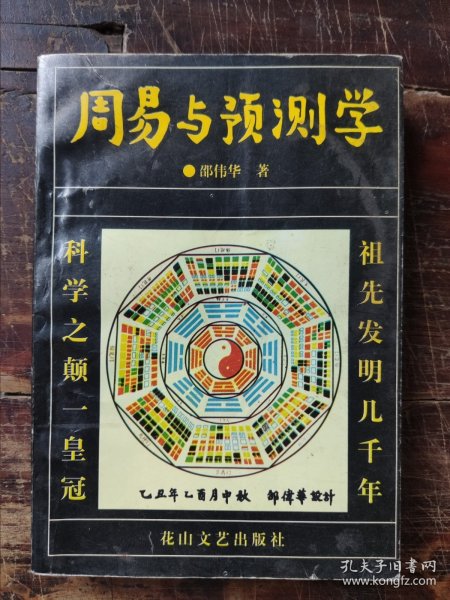 周易与预测学
●邵伟华 著
祖先发明几千年
科学之颠一皇冠
乙丑年乙酉月中秋 邵偉華設計
花山文艺出版社
孔夫子旧书网
kongfz.com